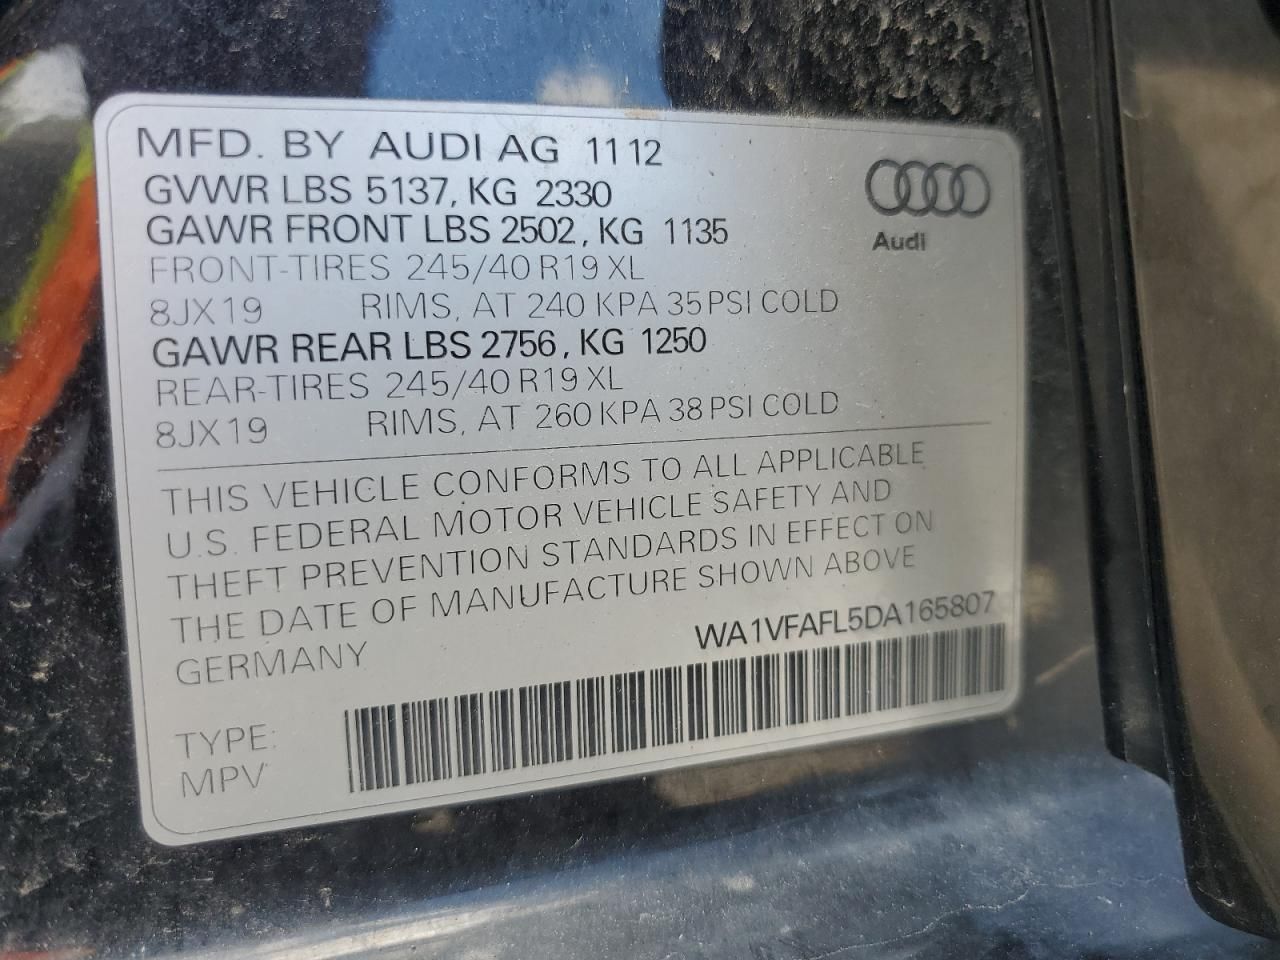 MFD. BY AUDI AG 11 12
GVWR LBS 5137, KG 2330
GAWR FRONT LBS 2502, KG 1135
FRONT-TIRES 245/40 R19 XL
8JX19 RIMS, AT 240 KPA 35 PSI COLD
GAWR REAR LBS 2756, KG 1250
REAR-TIRES 245/40 R19 XL
8JX19 RIMS, AT 260 KPA 38 PSI COLD
Audi
THIS VEHICLE CONFORMS TO ALL APPLICABLE
U.S. FEDERAL MOTOR VEHICLE SAFETY AND
THEFT PREVENTION STANDARDS IN EFFECT ON
THE DATE OF MANUFACTURE SHOWN ABOVE
GERMANY
WA1VFAFL5DA165807
TYPE:
MPV